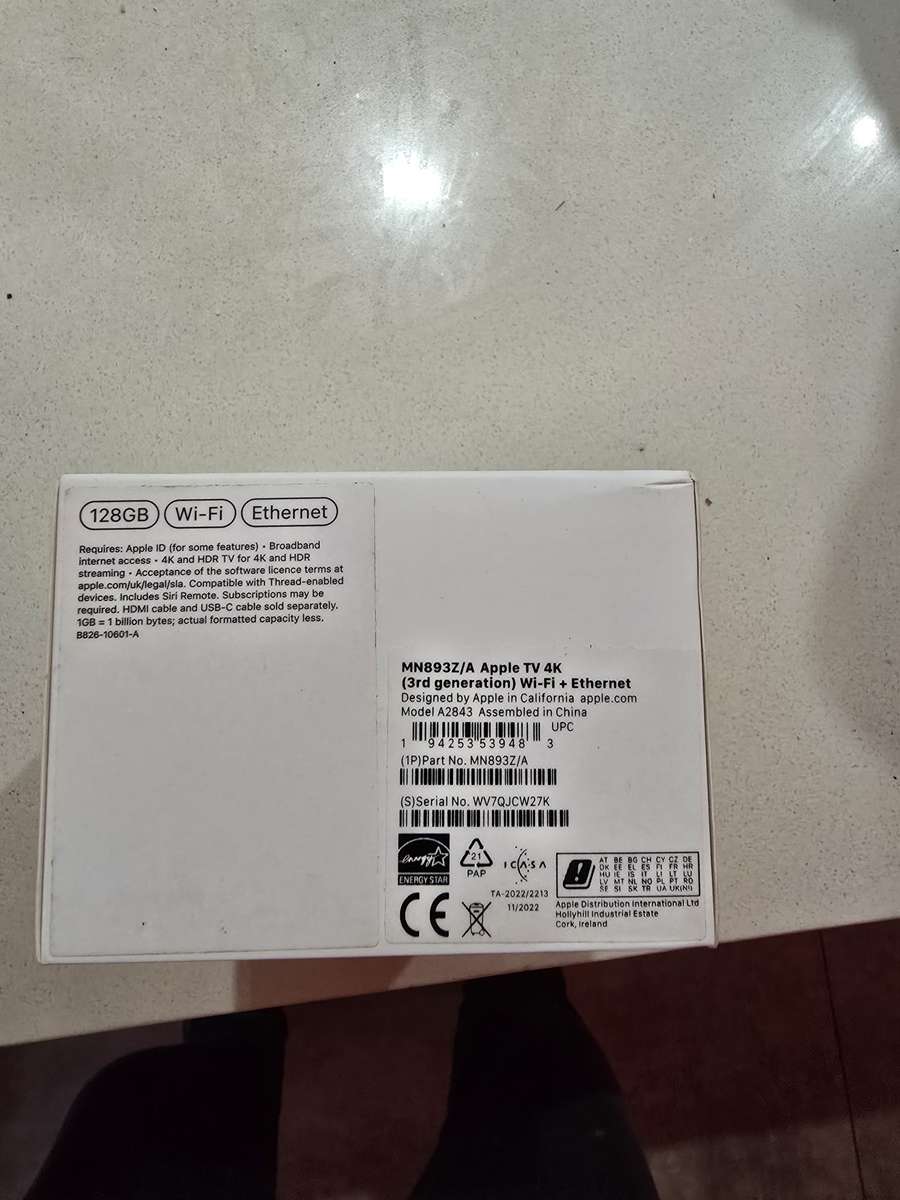 128GB Wi-Fi Ethernet
Requires: Apple ID (for some features) • Broadband
internet access • 4K and HDR TV for 4K and HDR
streaming • Acceptance of the software licence terms at
apple.com/uk/legal/sla. Compatible with Thread-enabled
devices. Includes Siri Remote. Subscriptions may be
required. HDMI cable and USB-C cable sold separately.
1GB = 1 billion bytes; actual formatted capacity less.
B826-10601-A
MN893Z/A Apple TV 4K
(3rd generation) Wi-Fi + Ethernet
Designed by Apple in California apple.com
Model A2843 Assembled in China
UPC
1 94253 53948 3
(1P)Part No. MN893Z/A
(S)Serial No. WV7QJCW27K
energy
ENERGY STAR
21
PAP
ICASA
TA-2022/2213
11/2022
CE
AT BE BG CH CY CZ DE
DK EE EL ES FI FR HR
HU IE IS IT LI LT LU
LV MT NL NO PL PT RO
SE SI SK TR UA UK(NI)
Apple Distribution International Ltd
Hollyhill Industrial Estate
Cork, Ireland